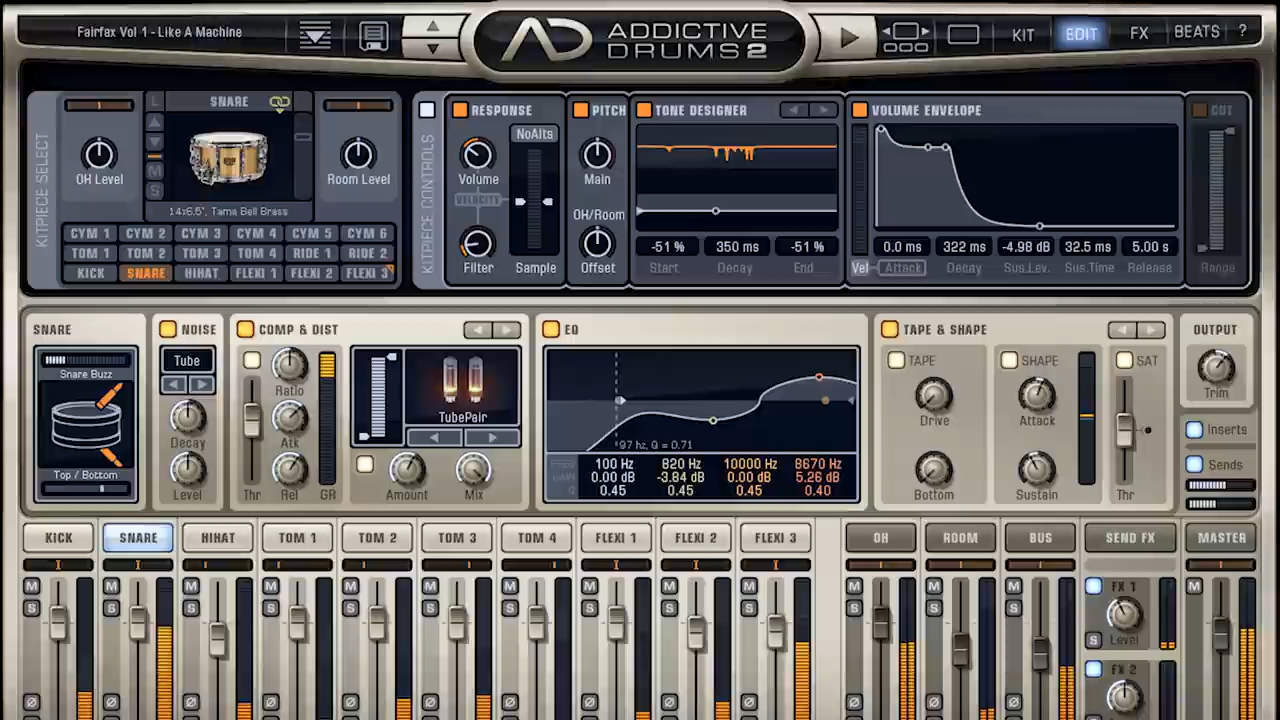 Fairfax Vol 1 - Like A Machine
ADDICTIVE
DRUMS 2
KIT EDIT FX BEATS ?
KITPIECE SELECT
L
SNARE
M
S
OH Level
Room Level
14x6.5", Tama Bell Brass
CYM 1 CYM 2 CYM 3 CYM 4 CYM 5 CYM 6
TOM 1 TOM 2 TOM 3 TOM 4 RIDE 1 RIDE 2
KICK SNARE HIHAT FLEXI 1 FLEXI 2 FLEXI 3
KITPIECE CONTROLS
RESPONSE
NoAlts
Volume
VELOCITY
Filter
Sample
PITCH
Main
OH/Room
Offset
TONE DESIGNER
-51 % 350 ms -51 %
Start Decay End
VOLUME ENVELOPE
0.0 ms 322 ms -4.98 dB 32.5 ms 5.00 s
Vel Attack Decay Sus.Lev. Sus.Time Release
CUT
Range
SNARE
Snare Buzz
Top / Bottom
NOISE
Tube
Decay
Level
COMP & DIST
Ratio
Atk
Thr Rel GR
TubePair
Amount Mix
EQ
97 hz, Q = 0.71
FREQ 100 Hz 820 Hz 10000 Hz 8670 Hz
GAIN 0.00 dB -3.84 dB 0.00 dB 5.26 dB
Q 0.45 0.45 0.45 0.40
TAPE & SHAPE
TAPE
Drive
Bottom
SHAPE
Attack
Sustain
SAT
Thr
OUTPUT
Trim
Inserts
Sends
KICK SNARE HIHAT TOM 1 TOM 2 TOM 3 TOM 4 FLEXI 1 FLEXI 2 FLEXI 3 OH ROOM BUS SEND FX MASTER
M M M M M M M M M M M M M FX 1 M
S S S S S S S S S S S S S
S Level
FX 2
Ø Ø Ø Ø Ø Ø Ø Ø Ø Ø Ø Ø Ø